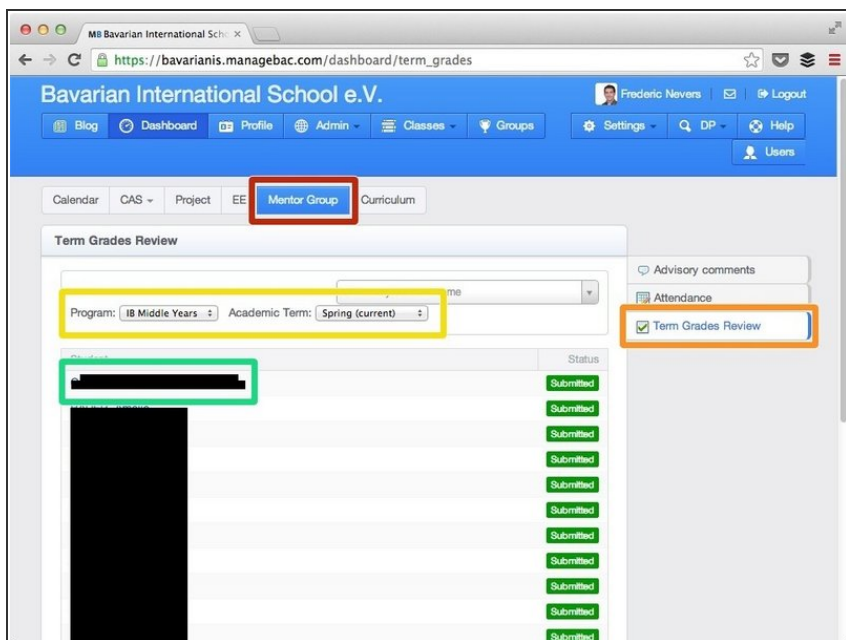 MB Bavarian International Scho ×
https://bavarianis.managebac.com/dashboard/term_grades
Bavarian International School e.V.
Frederic Nevers
Logout
Blog Dashboard Profile Admin Classes Groups Settings DP Help
Users
Calendar CAS Project EE Mentor Group Curriculum
Term Grades Review
Advisory comments
me
Program: IB Middle Years Academic Term: Spring (current)
Attendance
Term Grades Review
Student Status
Submitted
Submitted
Submitted
Submitted
Submitted
Submitted
Submitted
Submitted
Submitted
Submitted
Submitted